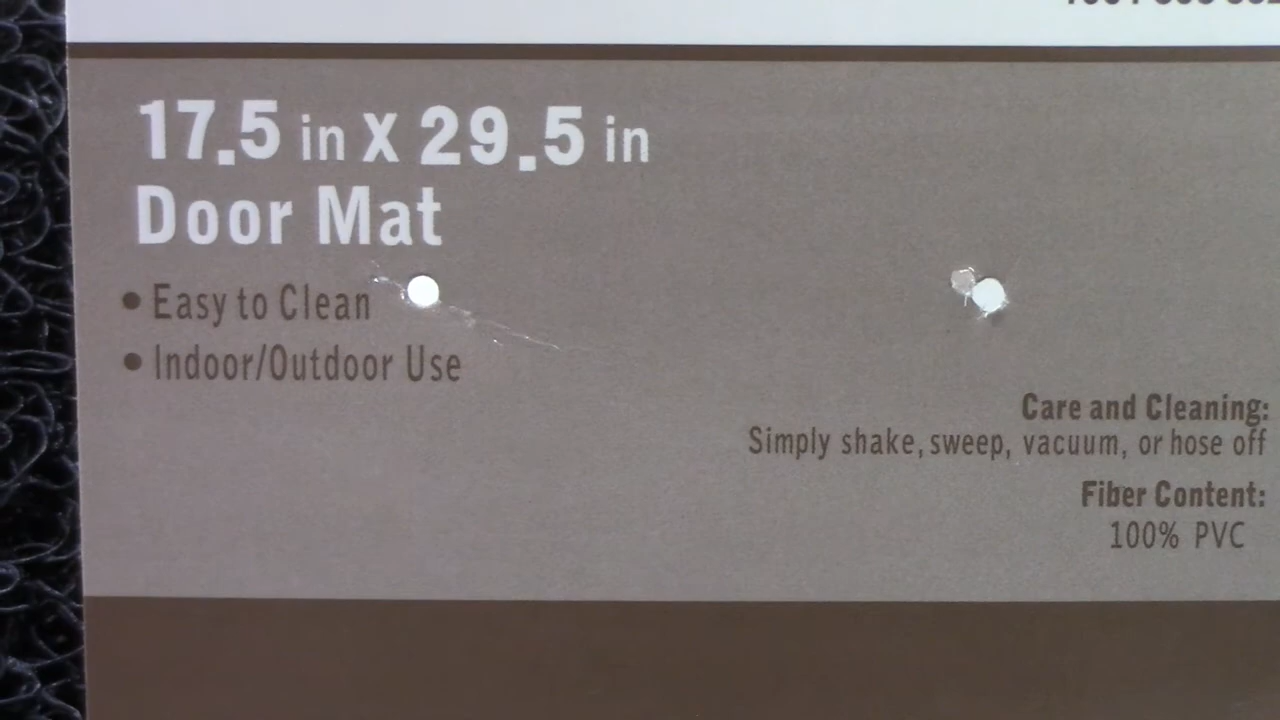 17.5 in X 29.5 in
Door Mat
• Easy to Clean
• Indoor/Outdoor Use
Care and Cleaning:
Simply shake, sweep, vacuum, or hose off
Fiber Content:
100% PVC